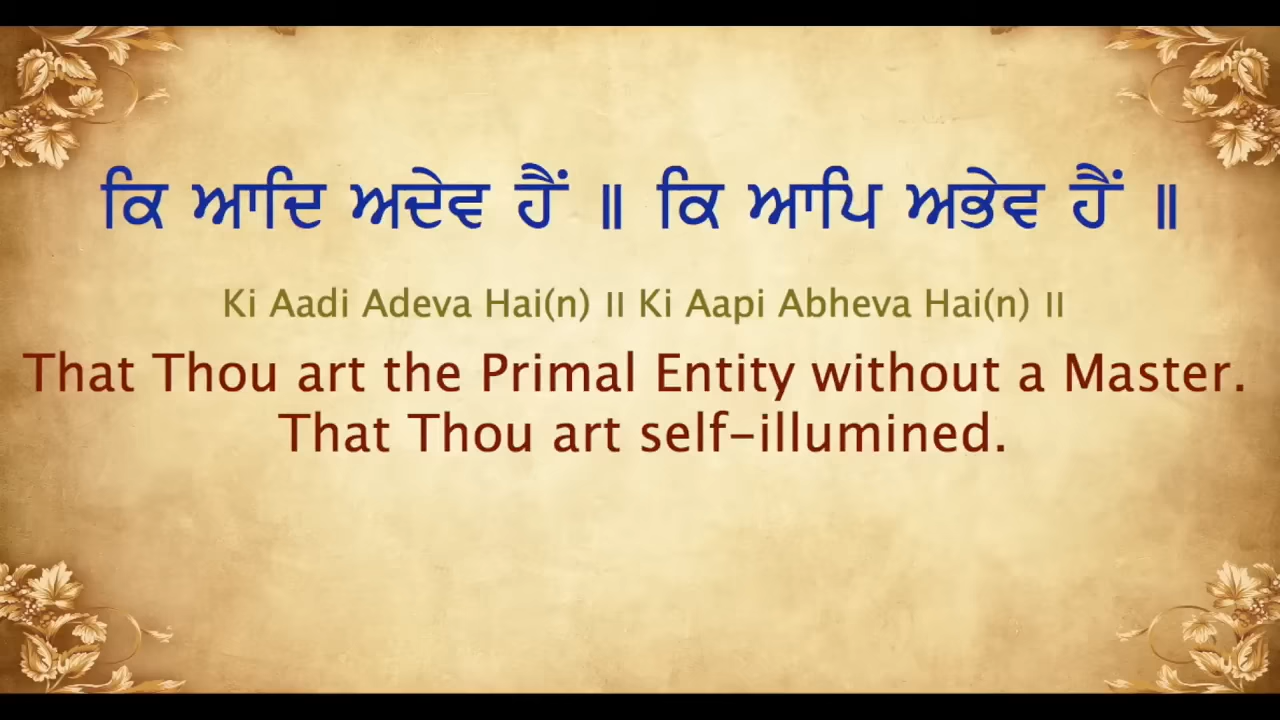 ਕਿ ਆਦਿ ਅਦੇਵ ਹੈਂ ॥ ਕਿ ਆਪਿ ਅਭੇਵ ਹੈਂ ॥
Ki Aadi Adeva Hai(n) II Ki Aapi Abheva Hai(n) II
That Thou art the Primal Entity without a Master.
That Thou art self-illumined.